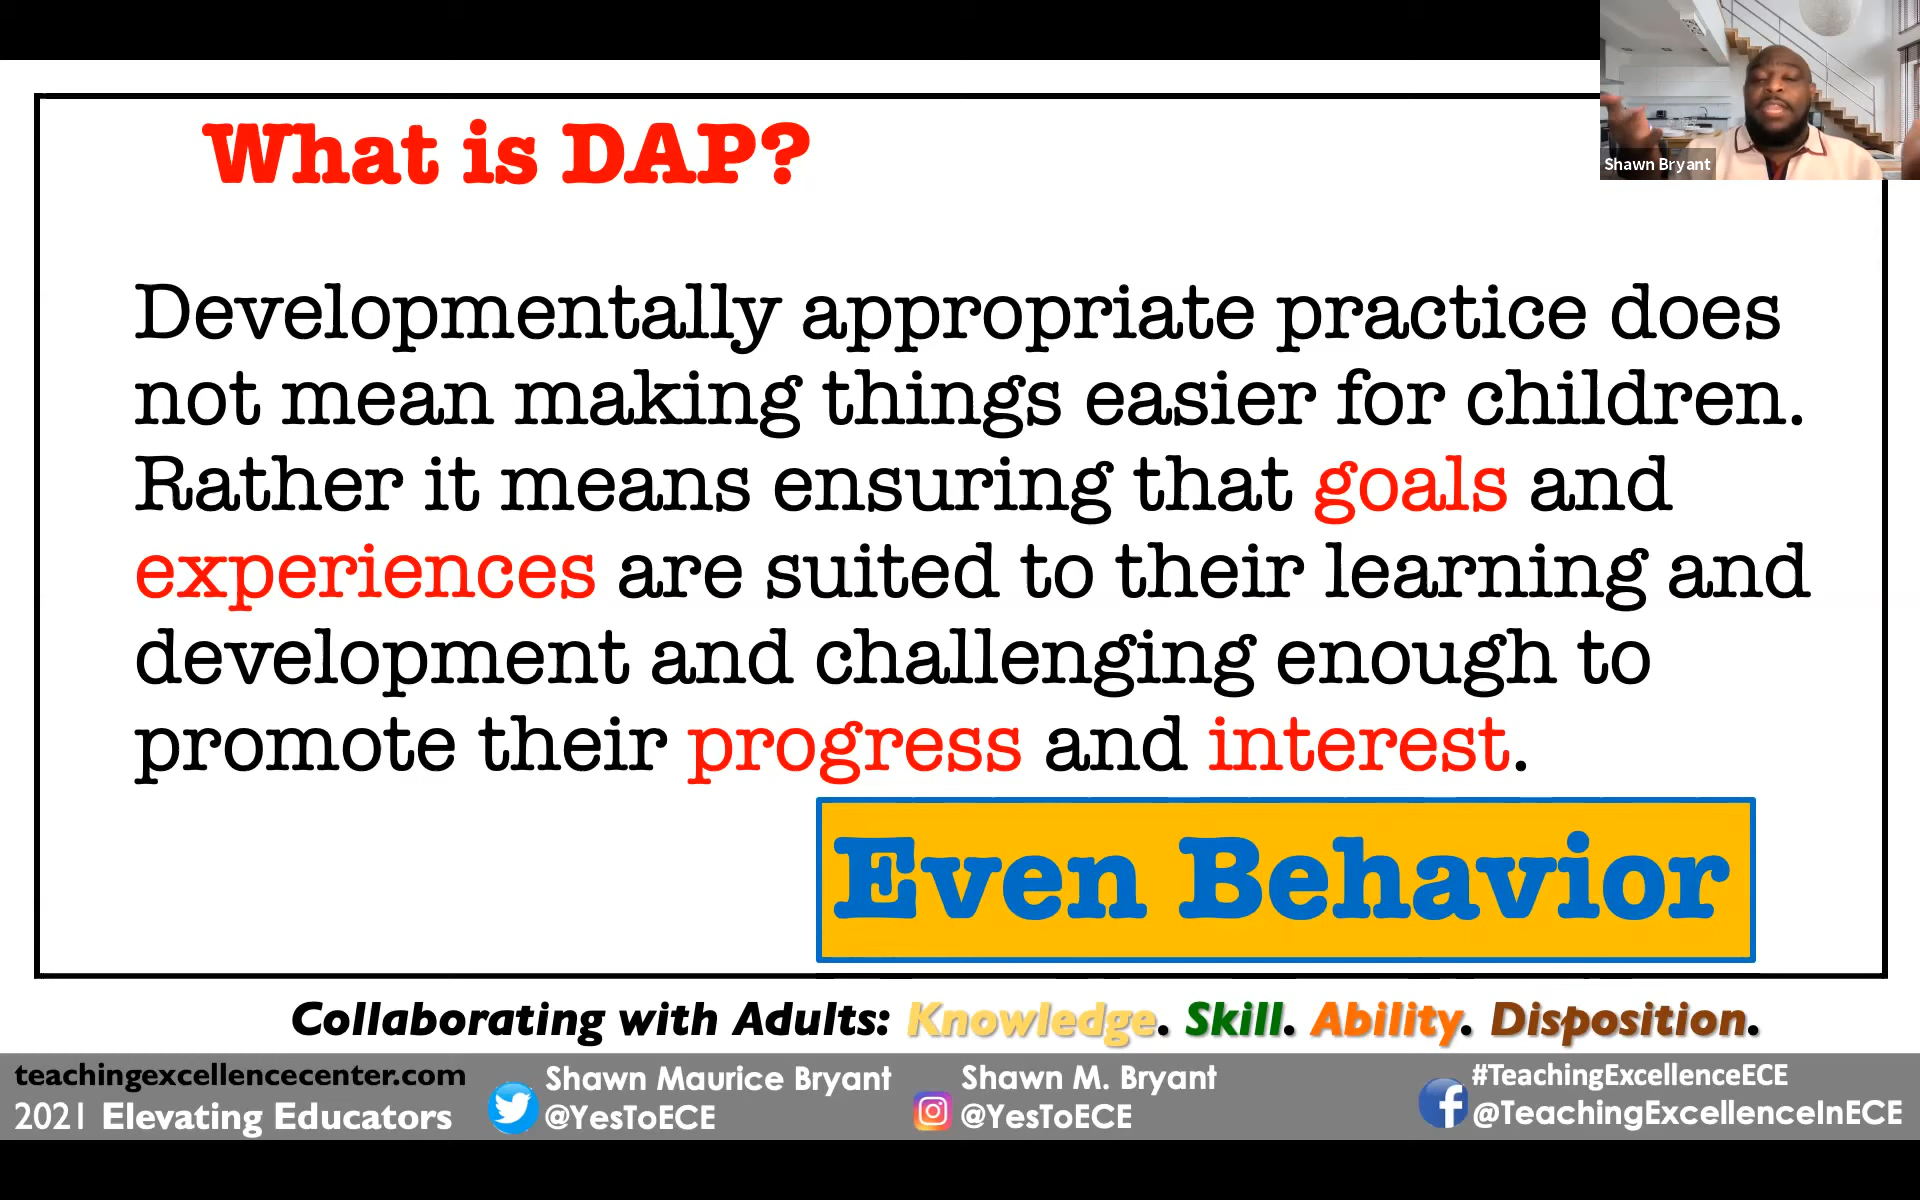 What is DAP?
Shawn Bryant
Developmentally appropriate practice does
not mean making things easier for children.
Rather it means ensuring that goals and
experiences are suited to their learning and
development and challenging enough to
promote their progress and interest.
Even Behavior
Collaborating with Adults: Knowledge. Skill. Ability. Disposition.
teachingexcellencecenter.com
2021 Elevating Educators
Shawn Maurice Bryant
@YesToECE
Shawn M. Bryant
@YesToECE
#TeachingExcellenceECE
@TeachingExcellenceInECE